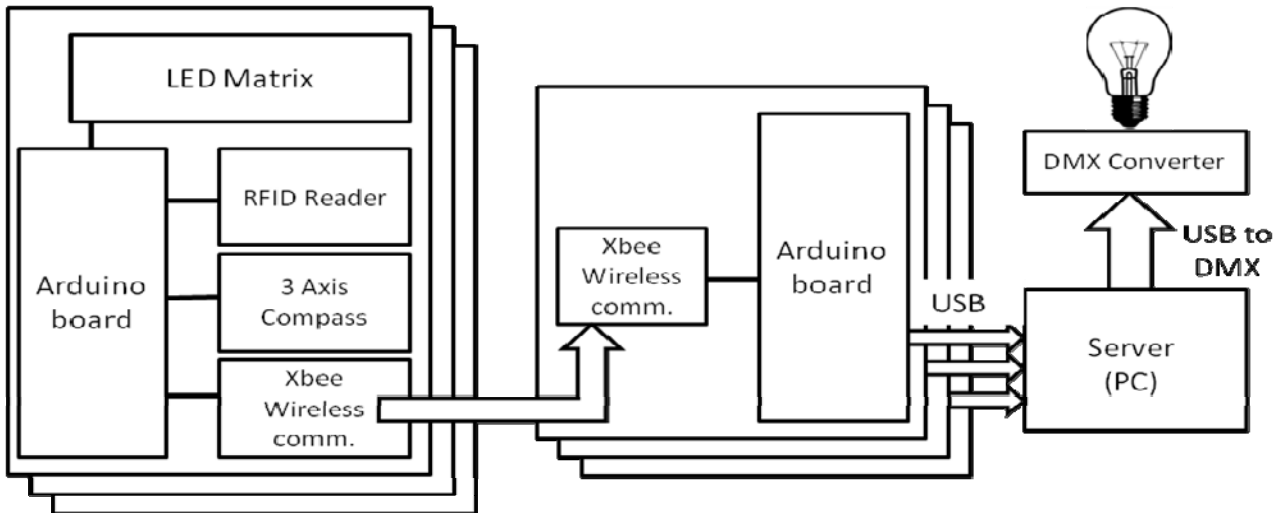 LED Matrix
Arduino
board
RFID Reader
3 Axis
Compass
Xbee
Wireless
comm.
Xbee
Wireless
comm.
Arduino
board
USB
DMX Converter
USB to
DMX
Server
(PC)